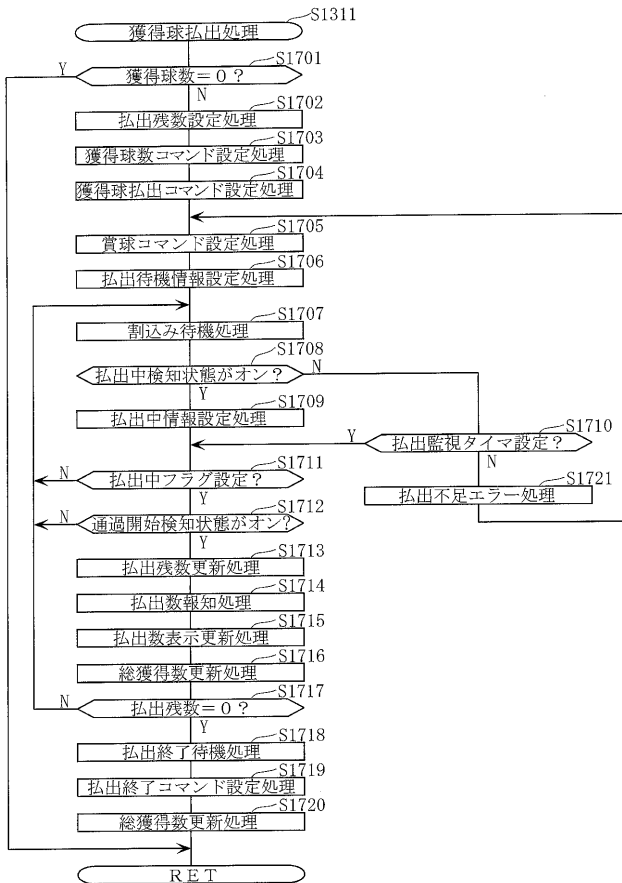 S1311
獲得球払出処理
S1701
Y
獲得球数＝０？
N
S1702
払出残数設定処理
S1703
獲得球数コマンド設定処理
S1704
獲得球払出コマンド設定処理
S1705
賞球コマンド設定処理
S1706
払出待機情報設定処理
S1707
割込み待機処理
S1708
払出中検知状態がオン？
N
Y
S1709
払出中情報設定処理
S1710
Y
払出監視タイマ設定？
N
S1711
N
払出中フラグ設定？
Y
S1721
払出不足エラー処理
S1712
N
通過開始検知状態がオン?
Y
S1713
払出残数更新処理
S1714
払出数報知処理
S1715
払出数表示更新処理
S1716
総獲得数更新処理
S1717
N
払出残数＝０？
Y
S1718
払出終了待機処理
S1719
払出終了コマンド設定処理
S1720
総獲得数更新処理
ＲＥＴ